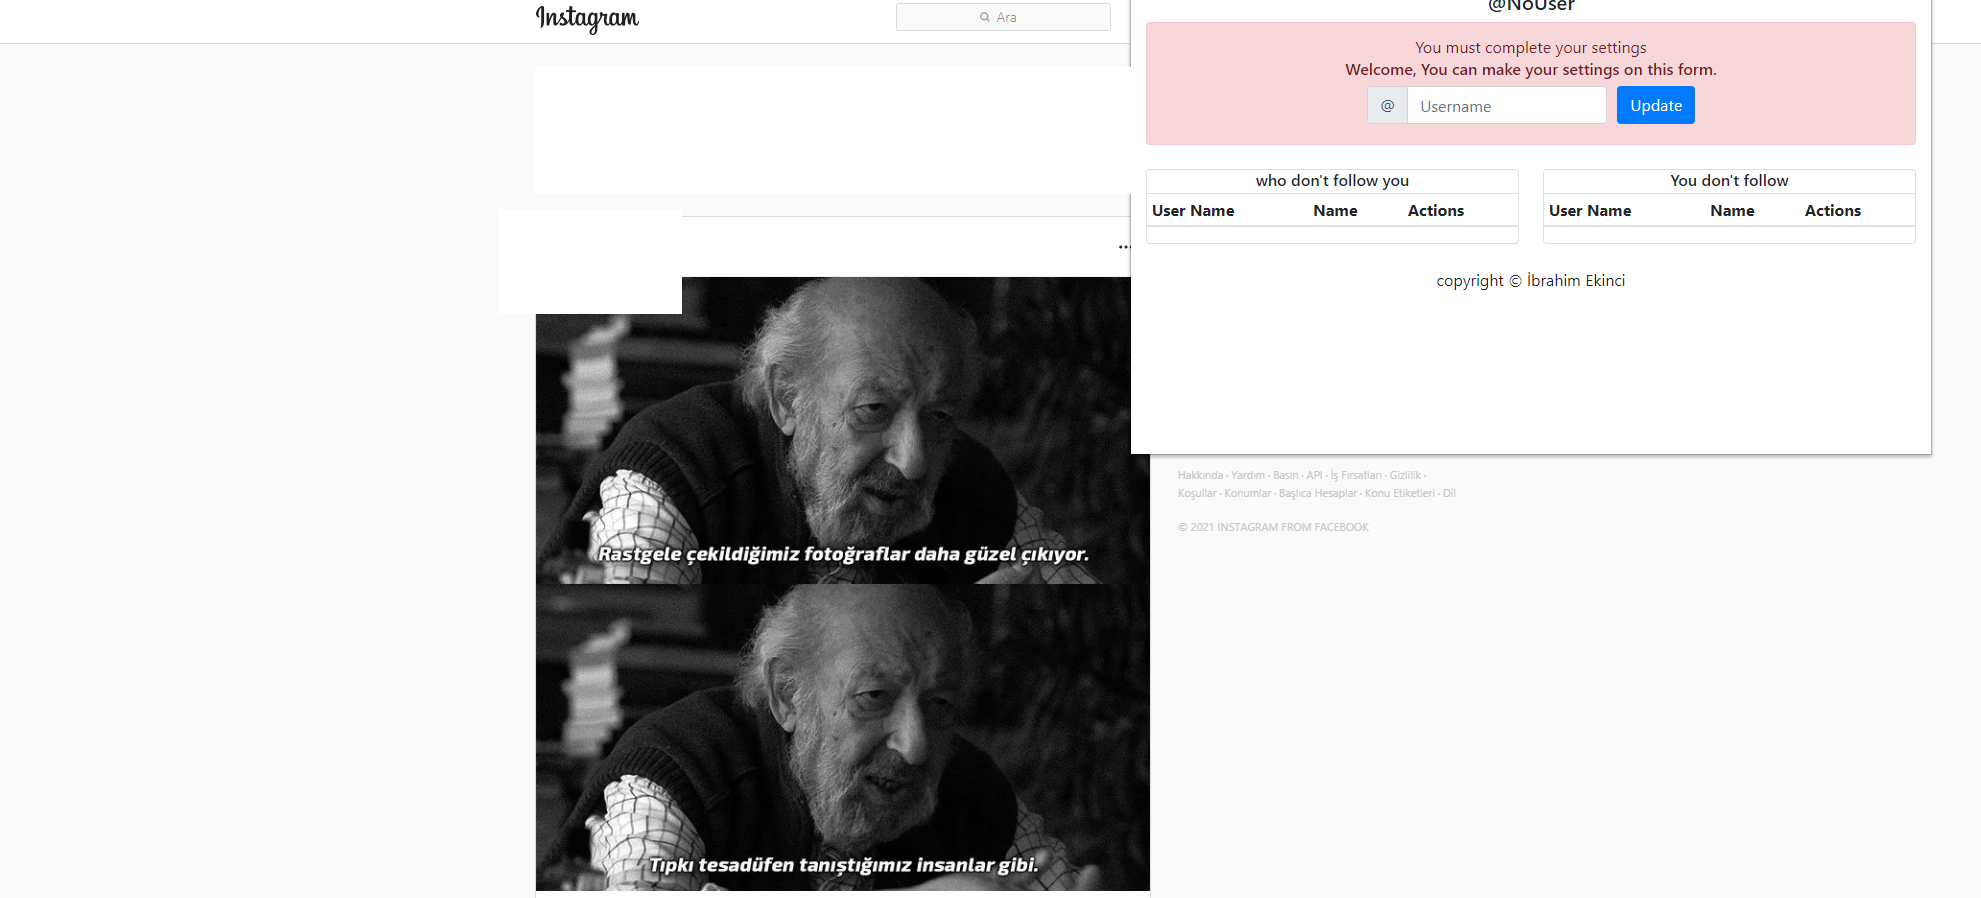 Instagram
Ara
@NoUser
You must complete your settings
Welcome, You can make your settings on this form.
@ Username Update
who don't follow you
User Name Name Actions
You don't follow
User Name Name Actions
copyright © İbrahim Ekinci
Rastgele çekildiğimiz fotoğraflar daha güzel çıkıyor.
Tıpkı tesadüfen tanıştığımız insanlar gibi.
Hakkında · Yardım · Basın · API · İş Fırsatları · Gizlilik ·
Koşullar · Konumlar · Başlıca Hesaplar · Konu Etiketleri · Dil
© 2021 INSTAGRAM FROM FACEBOOK